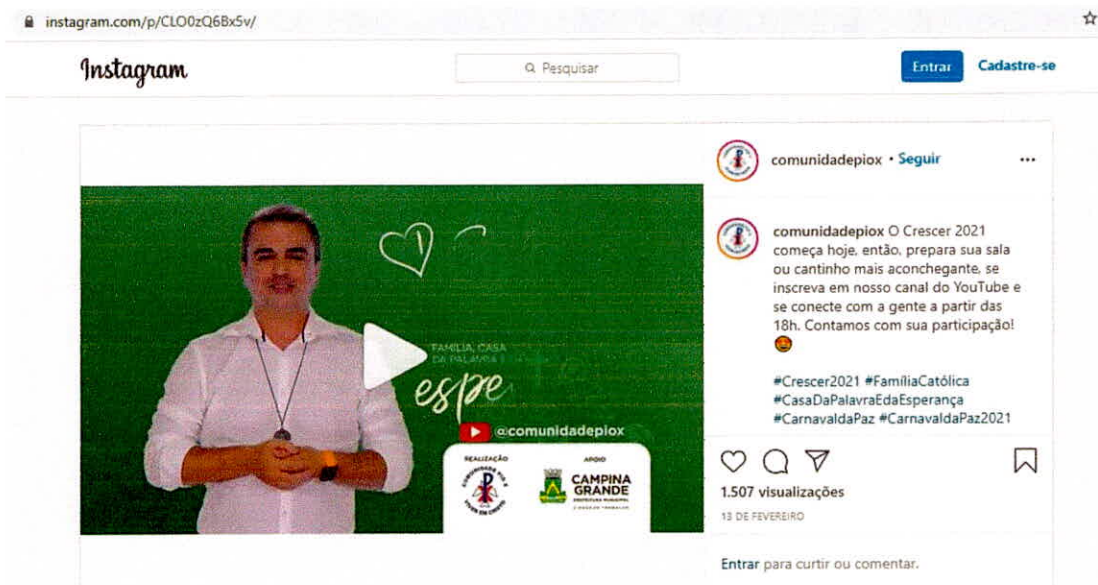 instagram.com/p/CLO0zQ6Bx5v/
Instagram
Pesquisar
Entrar
Cadastre-se
comunidadepiox • Seguir
comunidadepiox O Crescer 2021
começa hoje, então, prepara sua sala
ou cantinho mais aconchegante, se
inscreva em nosso canal do YouTube e
se conecte com a gente a partir das
18h. Contamos com sua participação!
#Crescer2021 #FamíliaCatólica
#CasaDaPalavraEdaEsperança
#CarnavaldaPaz #CarnavaldaPaz2021
FAMÍLIA, CASA
DA PALAVRA E
espe
@comunidadepiox
REALIZAÇÃO
APOIO
CAMPINA
GRANDE
PREFEITURA MUNICIPAL
1.507 visualizações
13 DE FEVEREIRO
Entrar para curtir ou comentar.